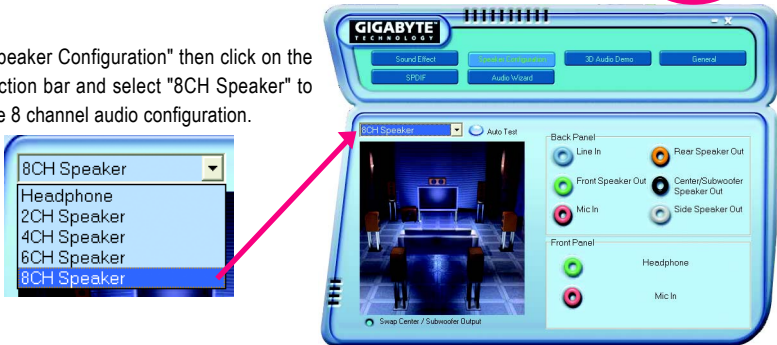 peaker Configuration" then click on the
ction bar and select "8CH Speaker" to
e 8 channel audio configuration.
8CH Speaker
Headphone
2CH Speaker
4CH Speaker
6CH Speaker
8CH Speaker
GIGABYTE
TECHNOLOGY
Sound Effect
Speaker Configuration
3D Audio Demo
General
SPDIF
Audio Wizard
8CH Speaker
Auto Test
Swap Center / Subwoofer Output
Back Panel
Line In
Rear Speaker Out
Front Speaker Out
Center/Subwoofer
Speaker Out
Mic In
Side Speaker Out
Front Panel
Headphone
Mic In